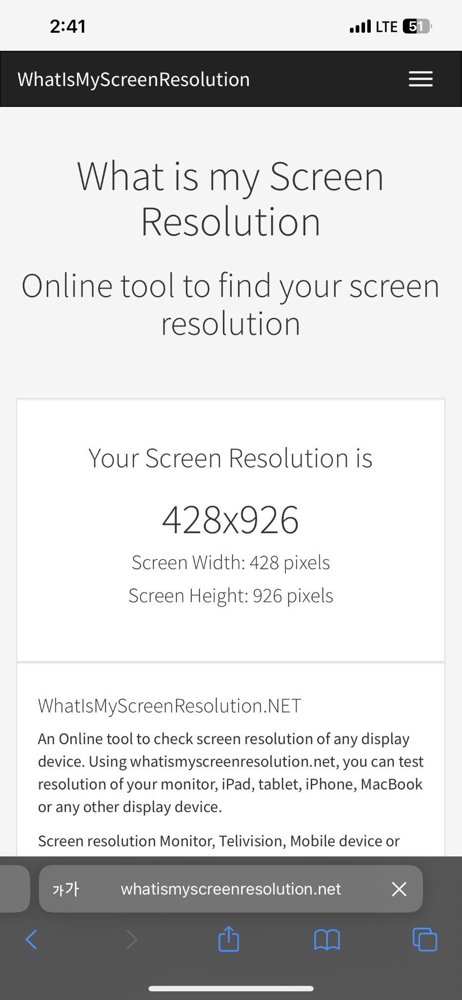 2:41
LTE 51
WhatIsMyScreenResolution
What is my Screen
Resolution
Online tool to find your screen
resolution
Your Screen Resolution is
428x926
Screen Width: 428 pixels
Screen Height: 926 pixels
WhatIsMyScreenResolution.NET
An Online tool to check screen resolution of any display
device. Using whatismyscreenresolution.net, you can test
resolution of your monitor, iPad, tablet, iPhone, MacBook
or any other display device.
Screen resolution Monitor, Telivision, Mobile device or
가가 whatismyscreenresolution.net